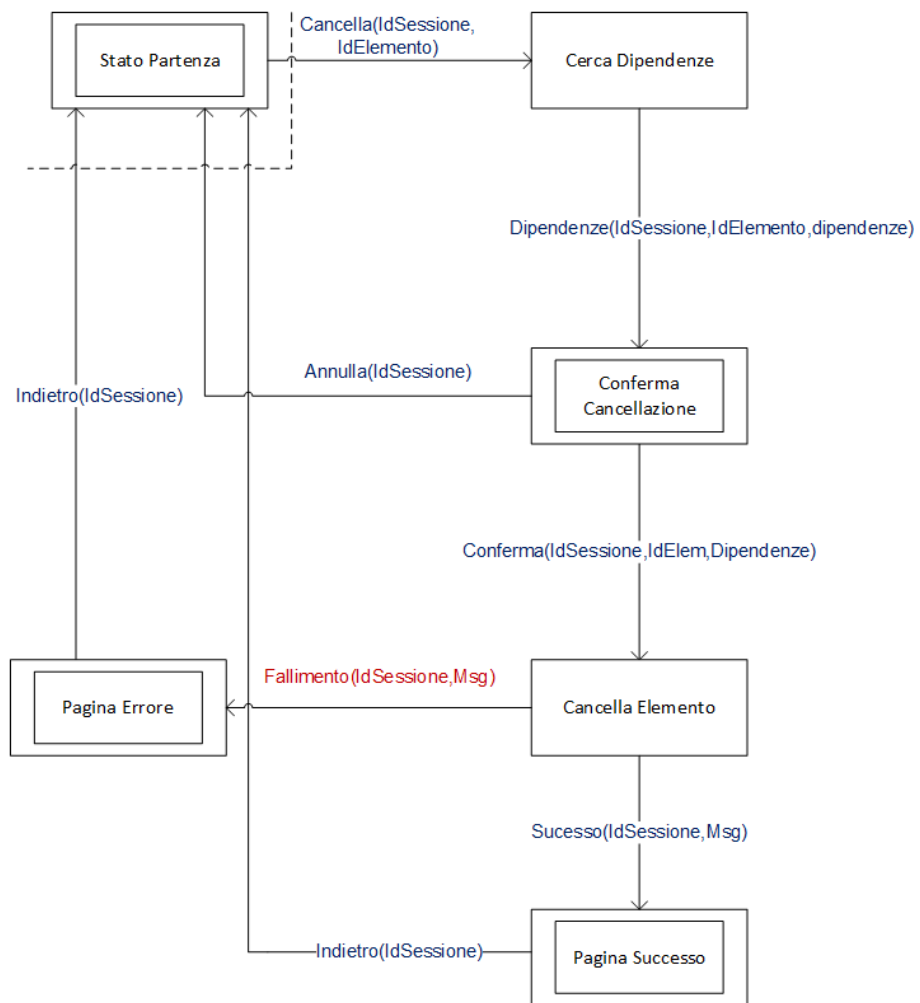 Cancella(IdSessione,
IdElemento)
Stato Partenza
Cerca Dipendenze
Dipendenze(IdSessione,IdElemento,dipendenze)
Annulla(IdSessione)
Conferma
Cancellazione
Indietro(IdSessione)
Conferma(IdSessione,IdElem,Dipendenze)
Fallimento(IdSessione,Msg)
Pagina Errore
Cancella Elemento
Sucesso(IdSessione,Msg)
Indietro(IdSessione)
Pagina Successo